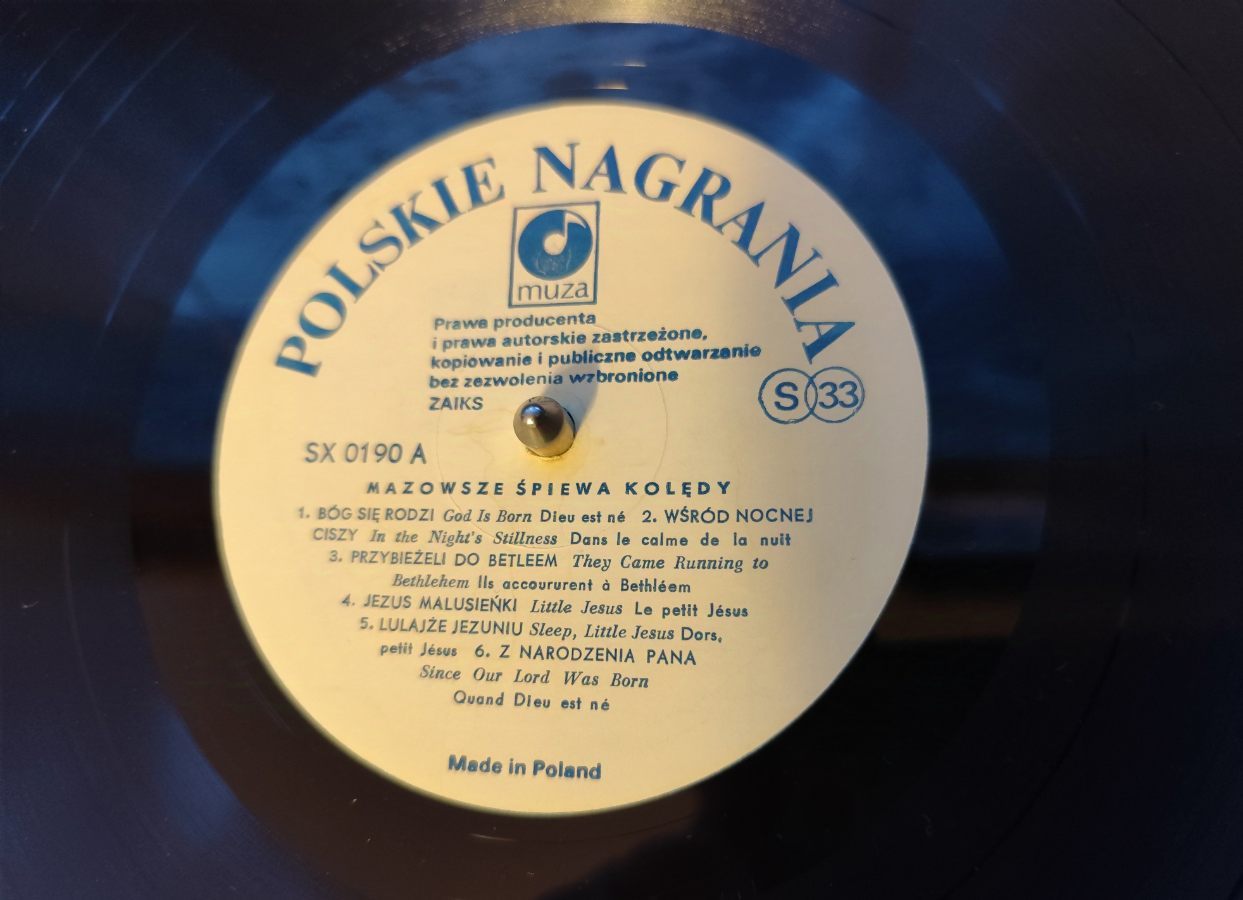 POLSKIE NAGRANIA
muza
Prawa producenta
i prawa autorskie zastrzeżone,
kopiowanie i publiczne odtwarzanie
bez zezwolenia wzbronione
ZAIKS
S 33
SX 0190 A
MAZOWSZE ŚPIEWA KOLĘDY
1. BÓG SIĘ RODZI God Is Born Dieu est né 2. WŚRÓD NOCNEJ
CISZY In the Night's Stillness Dans le calme de la nuit
3. PRZYBIEŻELI DO BETLEEM They Came Running to
Bethlehem Ils accoururent à Bethléem
4. JEZUS MALUSIEŃKI Little Jesus Le petit Jésus
5. LULAJŻE JEZUNIU Sleep, Little Jesus Dors,
petit Jésus 6. Z NARODZENIA PANA
Since Our Lord Was Born
Quand Dieu est né
Made in Poland